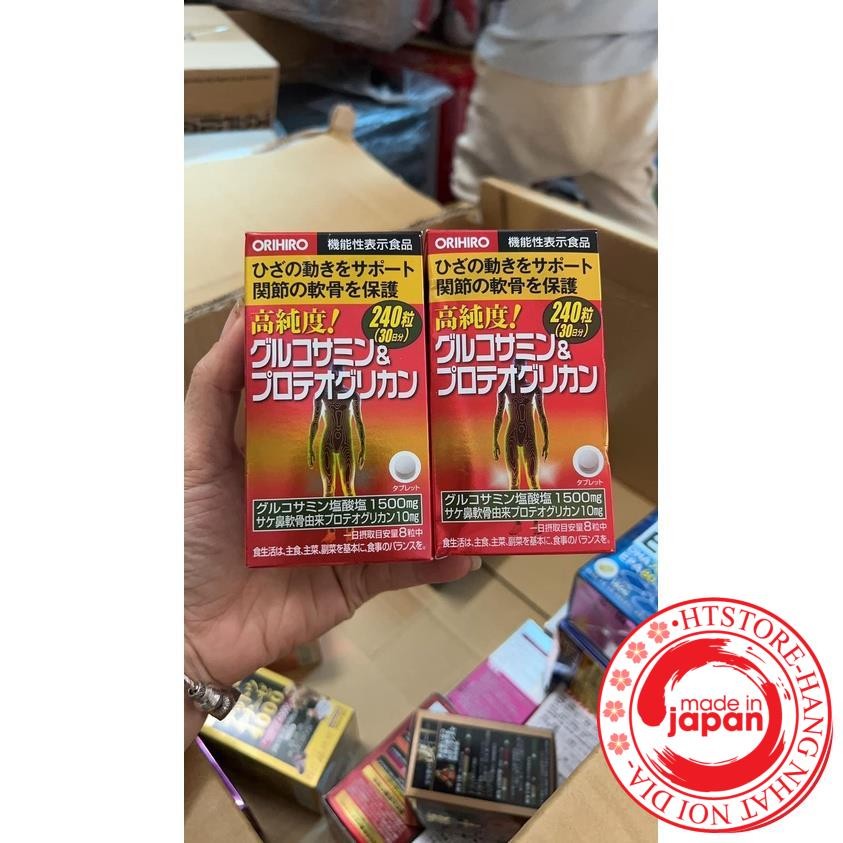 ORIHIRO 機能性表示食品
ひざの動きをサポート
関節の軟骨を保護
高純度! 240粒
(30日分)
グルコサミン&
プロテオグリカン
タブレット
グルコサミン塩酸塩1500mg
サケ鼻軟骨由来プロテオグリカン10mg
一日摂取目安量8粒中
食生活は、主食、主菜、副菜を基本に、食事のバランスを。
ORIHIRO 機能性表示食品
ひざの動きをサポート
関節の軟骨を保護
高純度! 240粒
(30日分)
グルコサミン&
プロテオグリカン
タブレット
グルコサミン塩酸塩1500mg
サケ鼻軟骨由来プロテオグリカン10mg
一日摂取目安量8粒中
食生活は、主食、主菜、副菜を基本に、食事のバランスを。
HTSTORE-HANG NHAT NOI DIA
made in
japan